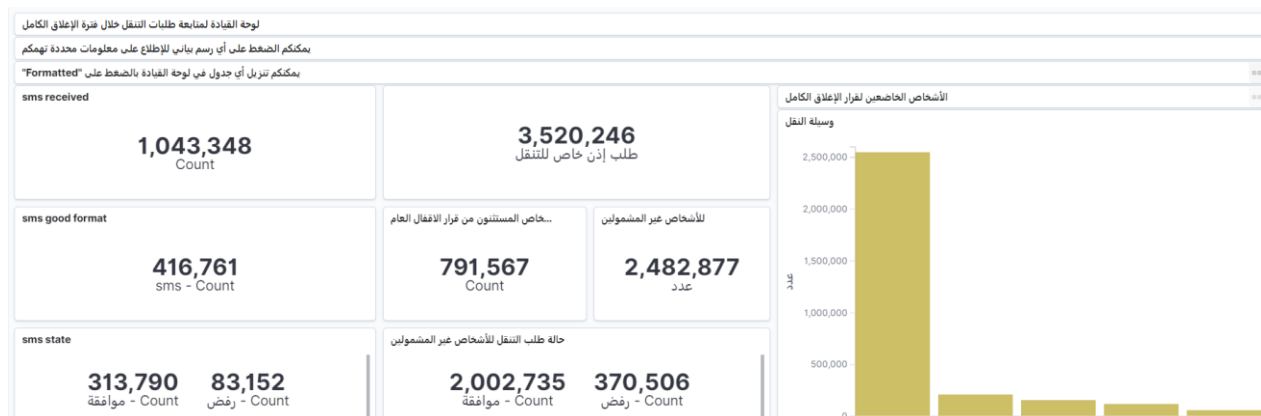 لوحة القيادة لمتابعة طلبات التنقل خلال فترة الإغلاق الكامل
يمكنكم الضغط على أي رسم بياني للإطلاع على معلومات محددة تهمكم
يمكنكم تنزيل أي جدول في لوحة القيادة بالضغط على "Formatted"
sms received
1,043,348
Count
3,520,246
طلب إذن خاص للتنقل
الأشخاص الخاضعين لقرار الإغلاق الكامل
وسيلة النقل
2,500,000
2,000,000
1,500,000
1,000,000
500,000
0
عدد
sms good format
416,761
sms - Count
خاص المستثنون من قرار الاقفال العام...
791,567
Count
للأشخاص غير المشمولين
2,482,877
عدد
sms state
313,790
موافقة - Count
83,152
رفض - Count
حالة طلب التنقل للأشخاص غير المشمولين
2,002,735
موافقة - Count
370,506
رفض - Count